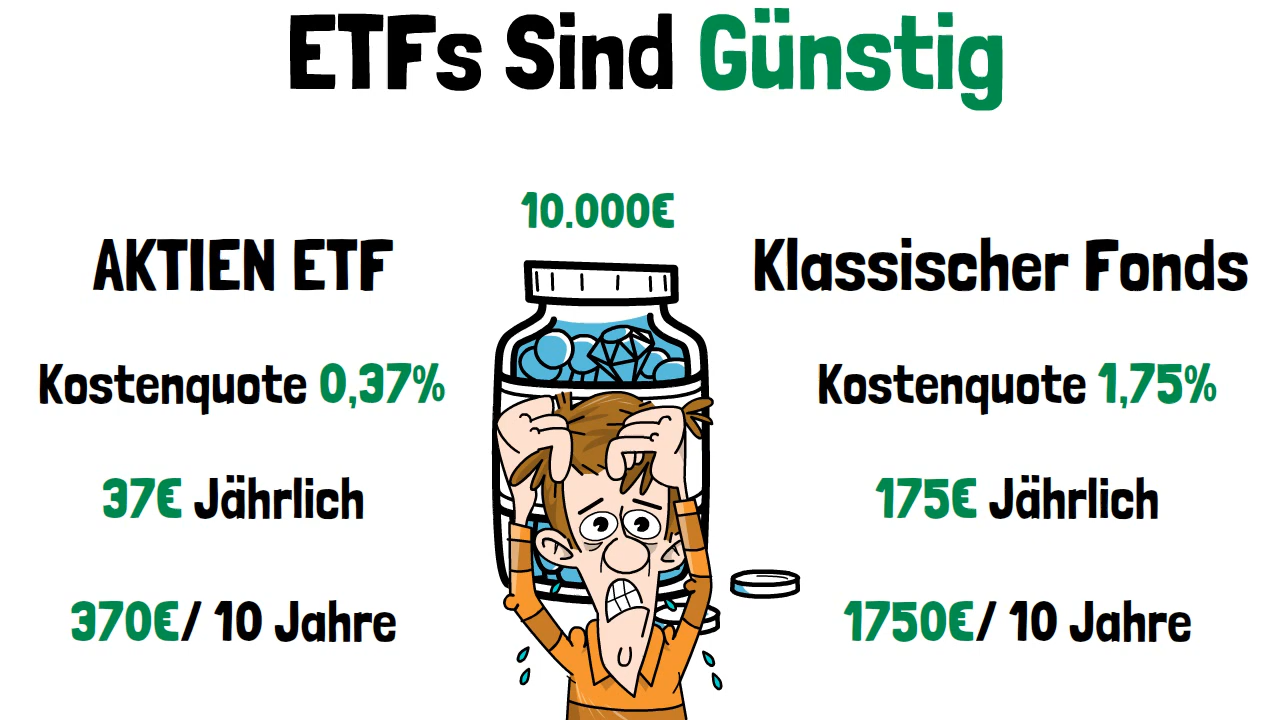 ETFs Sind Günstig
10.000€
AKTIEN ETF
Kostenquote 0,37%
37€ Jährlich
370€/ 10 Jahre
Klassischer Fonds
Kostenquote 1,75%
175€ Jährlich
1750€/ 10 Jahre